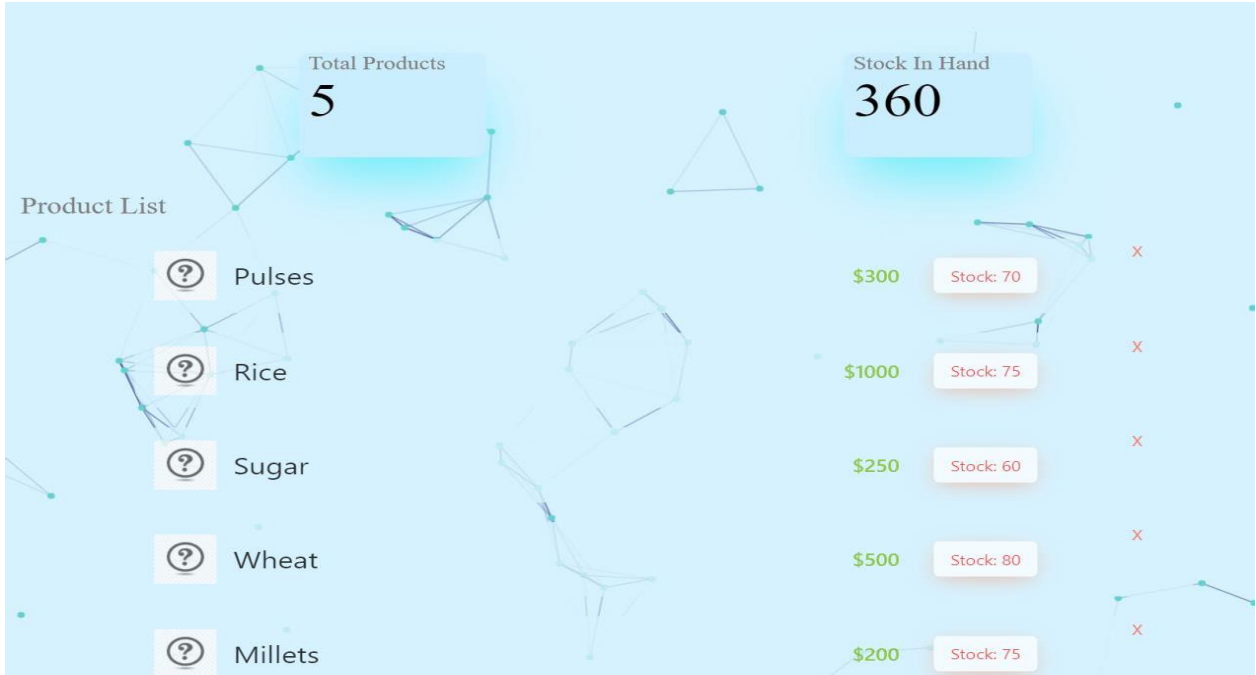 Total Products
5
Stock In Hand
360
Product List
Pulses $300 Stock: 70 x
Rice $1000 Stock: 75 x
Sugar $250 Stock: 60 x
Wheat $500 Stock: 80 x
Millets $200 Stock: 75 x